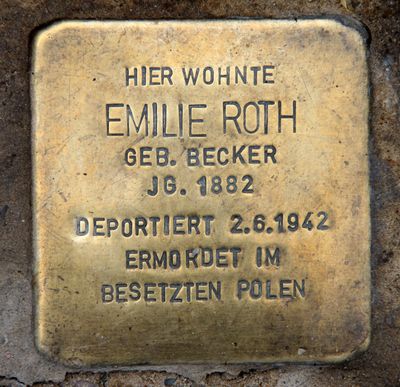 HIER WOHNTE
EMILIE ROTH
GEB. BECKER
JG. 1882
DEPORTIERT 2.6.1942
ERMORDET IM
BESETZTEN POLEN